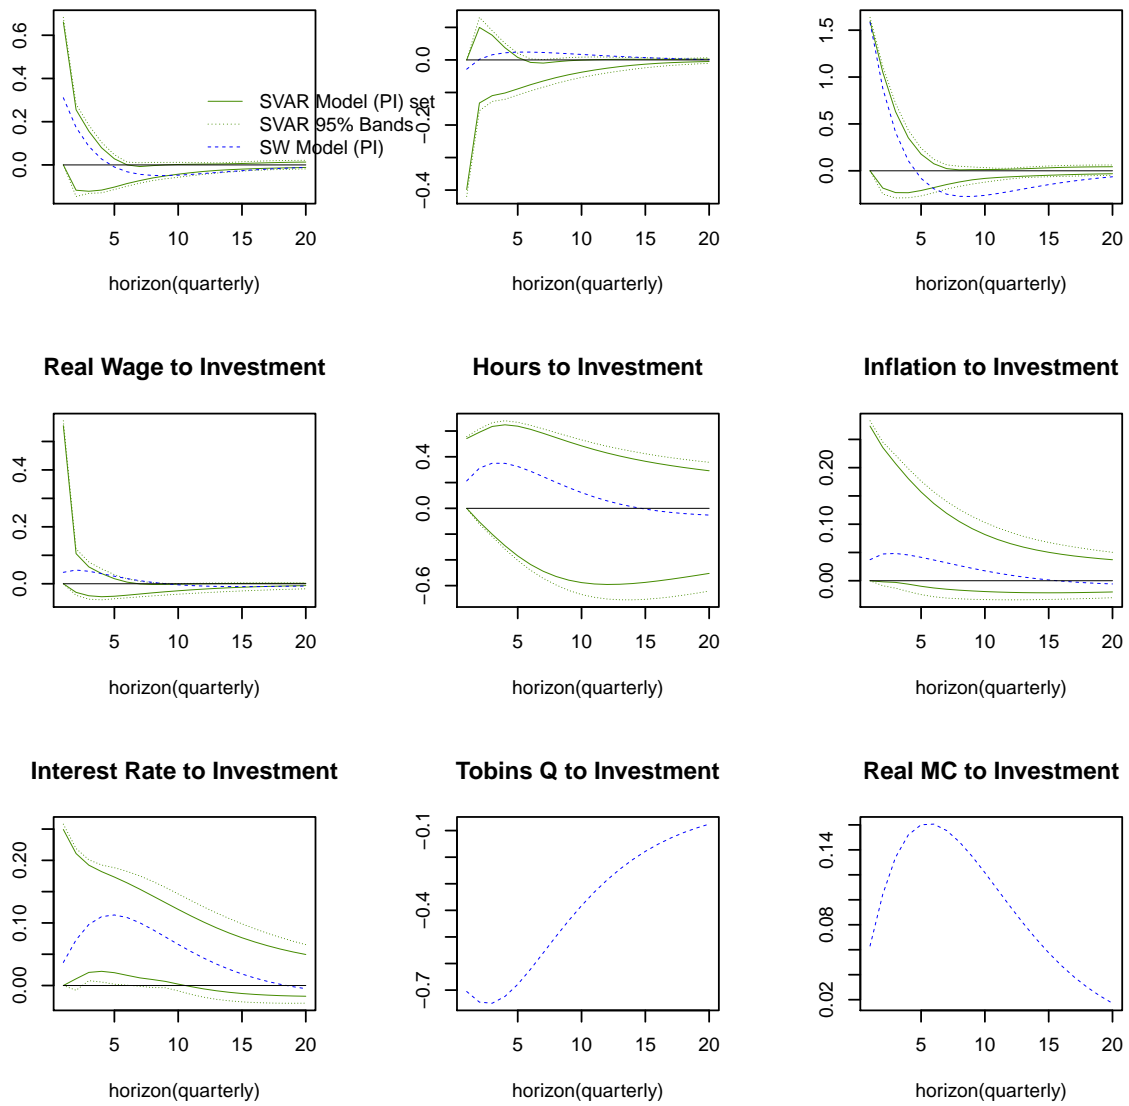 0.6
0.4
0.2
0.0
5 10 15 20
horizon(quarterly)
SVAR Model (PI) set
SVAR 95% Bands
SW Model (PI)
0.0
−0.2
−0.4
5 10 15 20
horizon(quarterly)
1.5
1.0
0.5
0.0
5 10 15 20
horizon(quarterly)
Real Wage to Investment
0.4
0.2
0.0
5 10 15 20
horizon(quarterly)
Hours to Investment
0.4
0.0
−0.6
5 10 15 20
horizon(quarterly)
Inflation to Investment
0.20
0.10
0.00
5 10 15 20
horizon(quarterly)
Interest Rate to Investment
0.20
0.10
0.00
5 10 15 20
horizon(quarterly)
Tobins Q to Investment
−0.1
−0.4
−0.7
5 10 15 20
horizon(quarterly)
Real MC to Investment
0.14
0.08
0.02
5 10 15 20
horizon(quarterly)